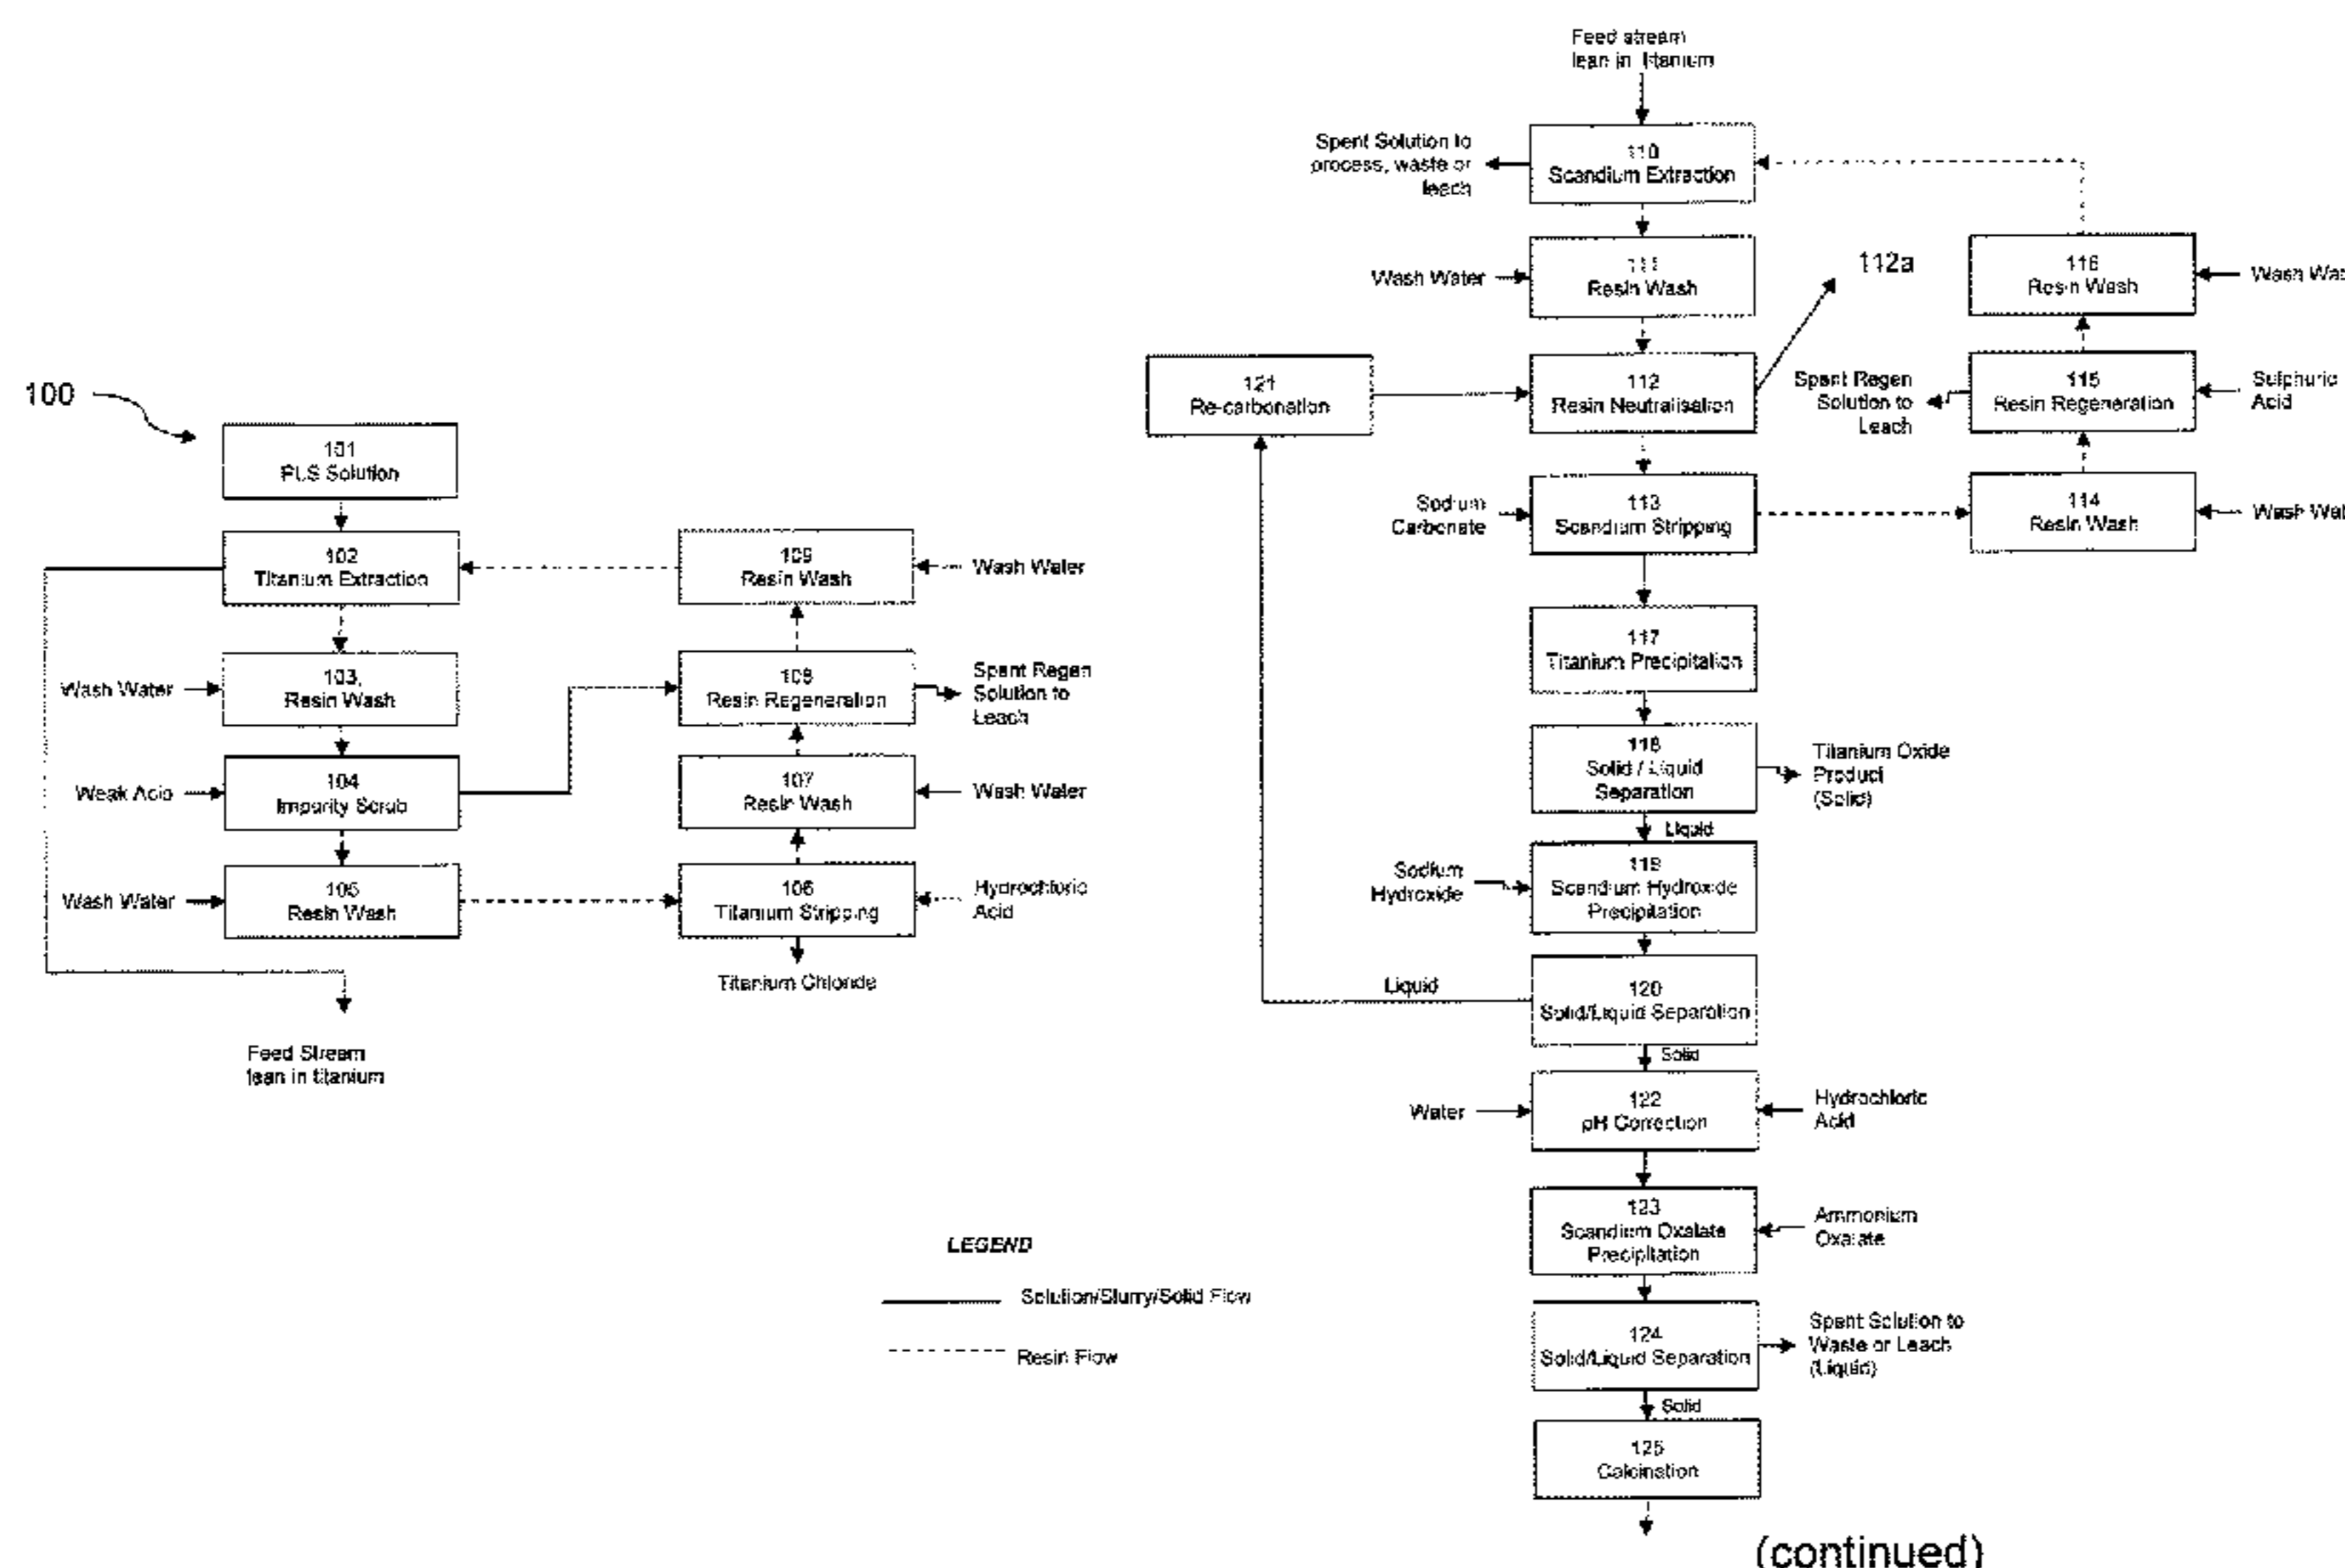 100
101
PLS Solution
102
Titanium Extraction
109
Resin Wash
Wash Water
Wash Water
103,
Resin Wash
108
Resin Regeneration
Spent Regen
Solution to
Leach
Weak Acid
104
Impurity Scrub
107
Resin Wash
Wash Water
Wash Water
105
Resin Wash
106
Titanium Stripping
Hydrochloric
Acid
Titanium Chloride
Feed Stream
lean in titanium
LEGEND
Solution/Slurry/Solid Flow
Resin Flow
Feed stream
lean in Titanium
Spent Solution to
process, waste or
leach
110
Scandium Extraction
Wash Water
111
Resin Wash
112a
116
Resin Wash
Wash Wat
121
Re-carbonation
112
Resin Neutralisation
Spent Regen
Solution to
Leach
115
Resin Regeneration
Sulphuric
Acid
Sodium
Carbonate
113
Scandium Stripping
114
Resin Wash
Wash Wat
117
Titanium Precipitation
118
Solid / Liquid
Separation
Titanium Oxide
Product
(Solid)
Liquid
Sodium
Hydroxide
119
Scandium Hydroxide
Precipitation
Liquid
120
Solid/Liquid Separation
Solid
Water
122
pH Correction
Hydrochloric
Acid
123
Scandium Oxalate
Precipitation
Ammonium
Oxalate
124
Solid/Liquid Separation
Spent Solution to
Waste or Leach
(Liquid)
Solid
125
Calcination
(continued)